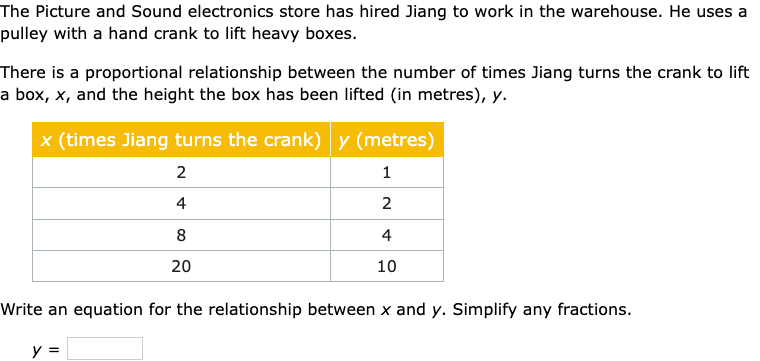 The Picture and Sound electronics store has hired Jiang to work in the warehouse. He uses a
pulley with a hand crank to lift heavy boxes.
There is a proportional relationship between the number of times Jiang turns the crank to lift
a box, x, and the height the box has been lifted (in metres), y.
x (times Jiang turns the crank) y (metres)
2 1
4 2
8 4
20 10
Write an equation for the relationship between x and y. Simplify any fractions.
y =